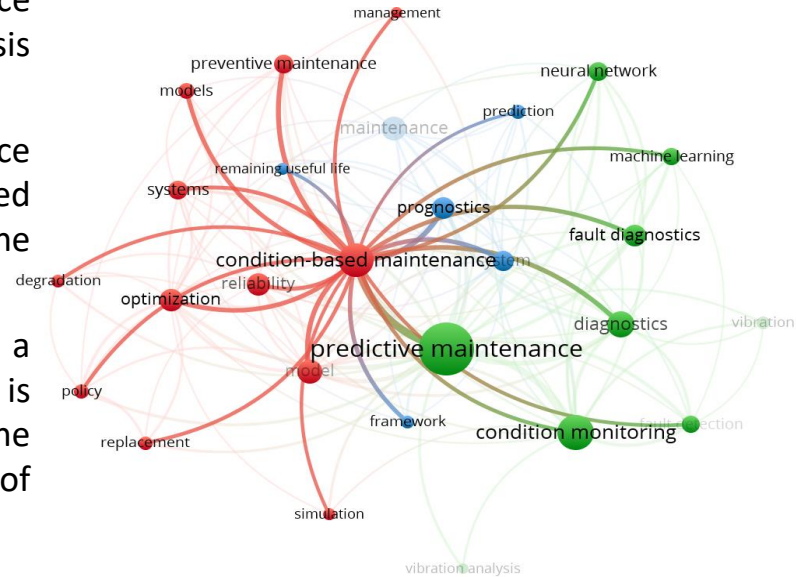 ce
sis
ce
ed
ne
a
is
ne
of
management
preventive maintenance
models
neural network
prediction
maintenance
machine learning
remaining useful life
systems
prognostics
fault diagnostics
condition-based maintenance
degradation
reliability
optimization
diagnostics
vibration
predictive maintenance
model
policy
framework
condition monitoring
replacement
simulation
vibration analysis